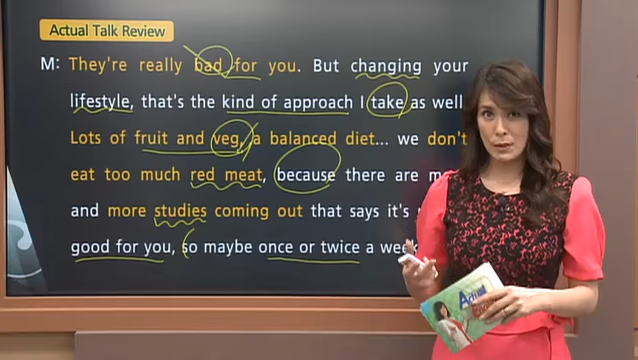 Actual Talk Review
M: They're really bad for you. But changing your
lifestyle, that's the kind of approach I take as well
Lots of fruit and veg, a balanced diet... we don't
eat too much red meat, because there are
and more studies coming out that says it's
good for you, so maybe once or twice a
Actual